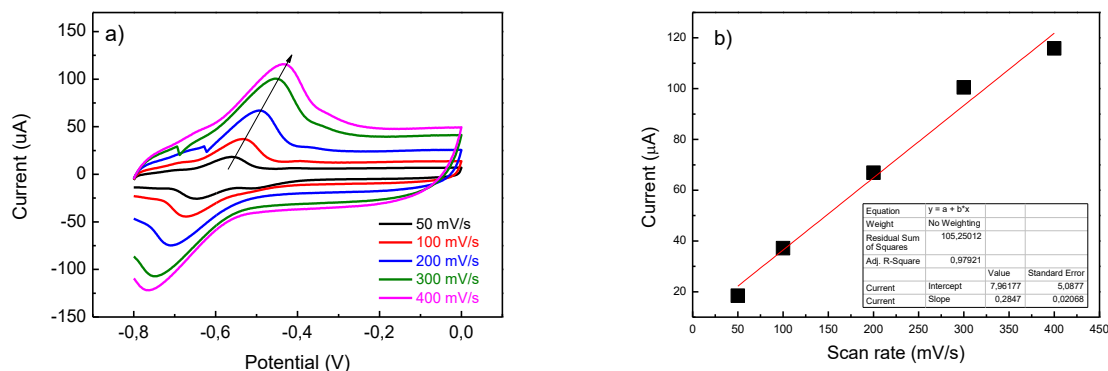 a)
150
100
50
0
-50
-100
-150
Current (uA)
50 mV/s
100 mV/s
200 mV/s
300 mV/s
400 mV/s
-0,8
-0,6
-0,4
-0,2
0,0
Potential (V)
b)
120
100
80
60
40
20
Current (µA)
Equation y = a + b*x
Weight No Weighting
Residual Sum
of Squares 105,25012
Adj. R-Square 0,97921
Value Standard Error
Current Intercept 7,96177 5,0877
Current Slope 0,2847 0,02068
0 50 100 150 200 250 300 350 400 450
Scan rate (mV/s)